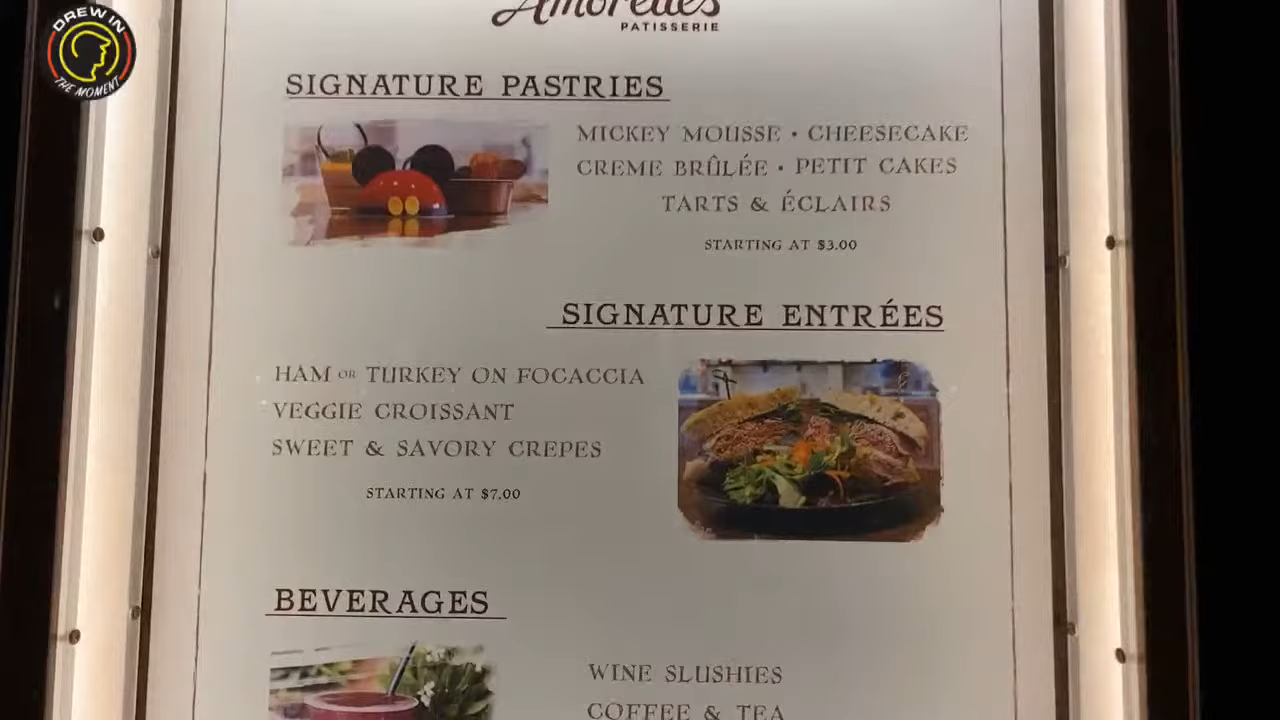 DREW IN
THE MOMENT
Amorettes
PATISSERIE
SIGNATURE PASTRIES
MICKEY MOUSSE • CHEESECAKE
CREME BRÛLÉE • PETIT CAKES
TARTS & ÉCLAIRS
STARTING AT $3.00
SIGNATURE ENTRÉES
HAM OR TURKEY ON FOCACCIA
VEGGIE CROISSANT
SWEET & SAVORY CREPES
STARTING AT $7.00
BEVERAGES
WINE SLUSHIES
COFFEE & TEA